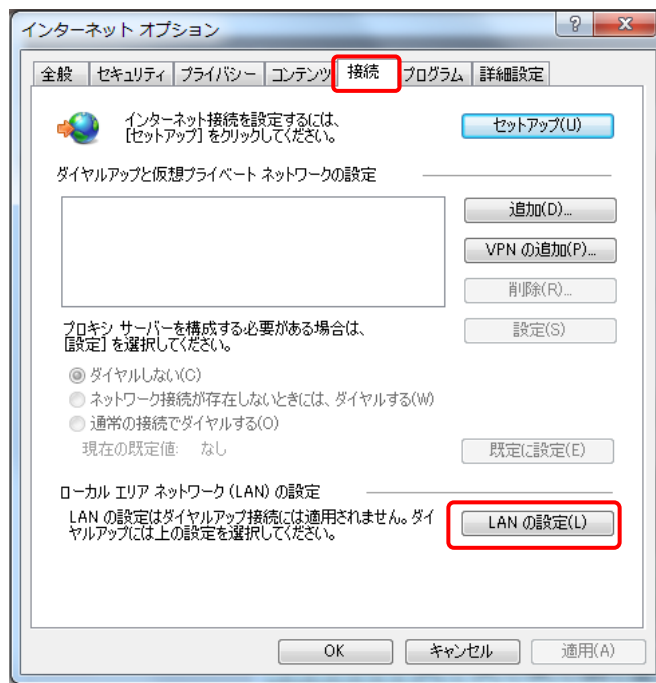 インターネット オプション
全般 セキュリティ プライバシー コンテンツ 接続 プログラム 詳細設定
インターネット接続を設定するには、
[セットアップ] をクリックしてください。
セットアップ(U)
ダイヤルアップと仮想プライベート ネットワークの設定
追加(D)...
VPN の追加(P)...
削除(R)...
プロキシ サーバーを構成する必要がある場合は、
[設定] を選択してください。
設定(S)
ダイヤルしない(C)
ネットワーク接続が存在しないときには、ダイヤルする(W)
通常の接続でダイヤルする(O)
現在の既定値: なし
既定に設定(E)
ローカル エリア ネットワーク (LAN) の設定
LAN の設定はダイヤルアップ接続には適用されません。ダイ
ヤルアップには上の設定を選択してください。
LAN の設定(L)
OK キャンセル 適用(A)